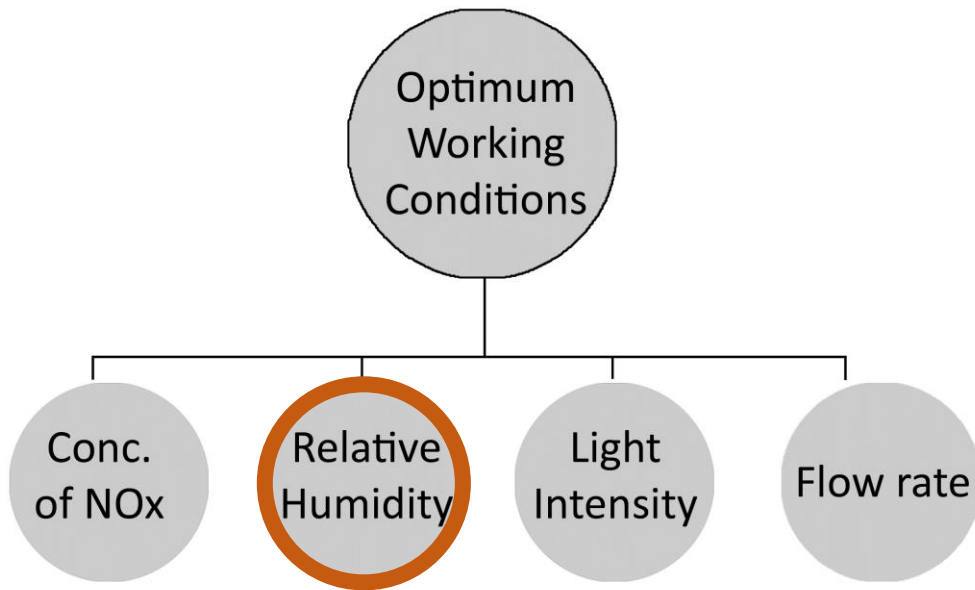 Optimum
Working
Conditions
Conc.
of NOx
Relative
Humidity
Light
Intensity
Flow rate